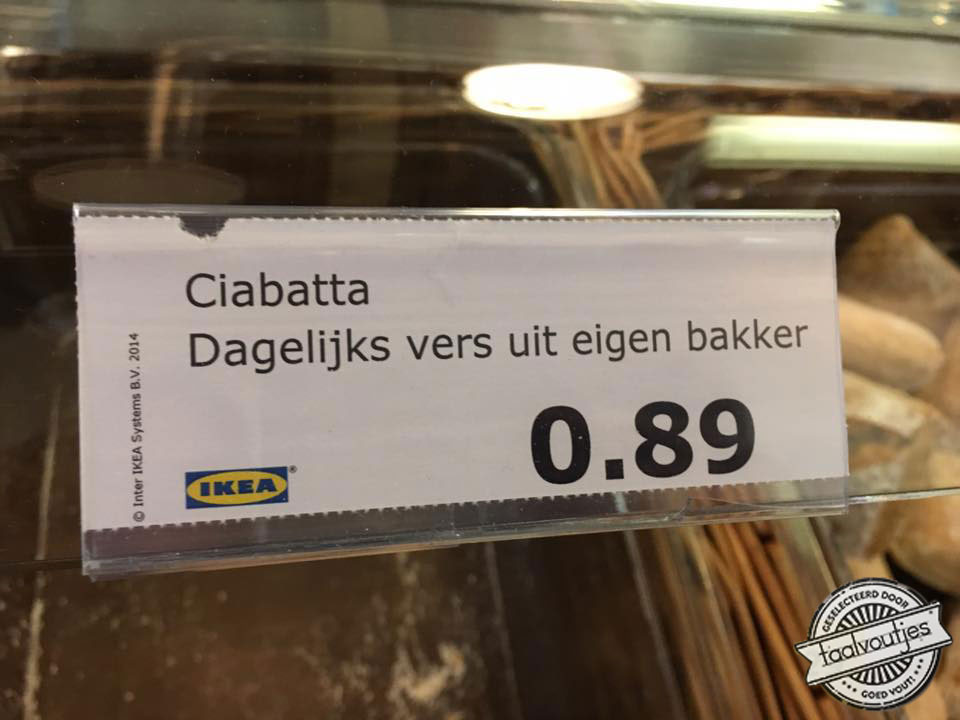 Ciabatta
Dagelijks vers uit eigen bakker
0.89
IKEA®
© Inter IKEA Systems B.V. 2014
GESELECTEERD DOOR
taalvoutjes
GOED VOUT!